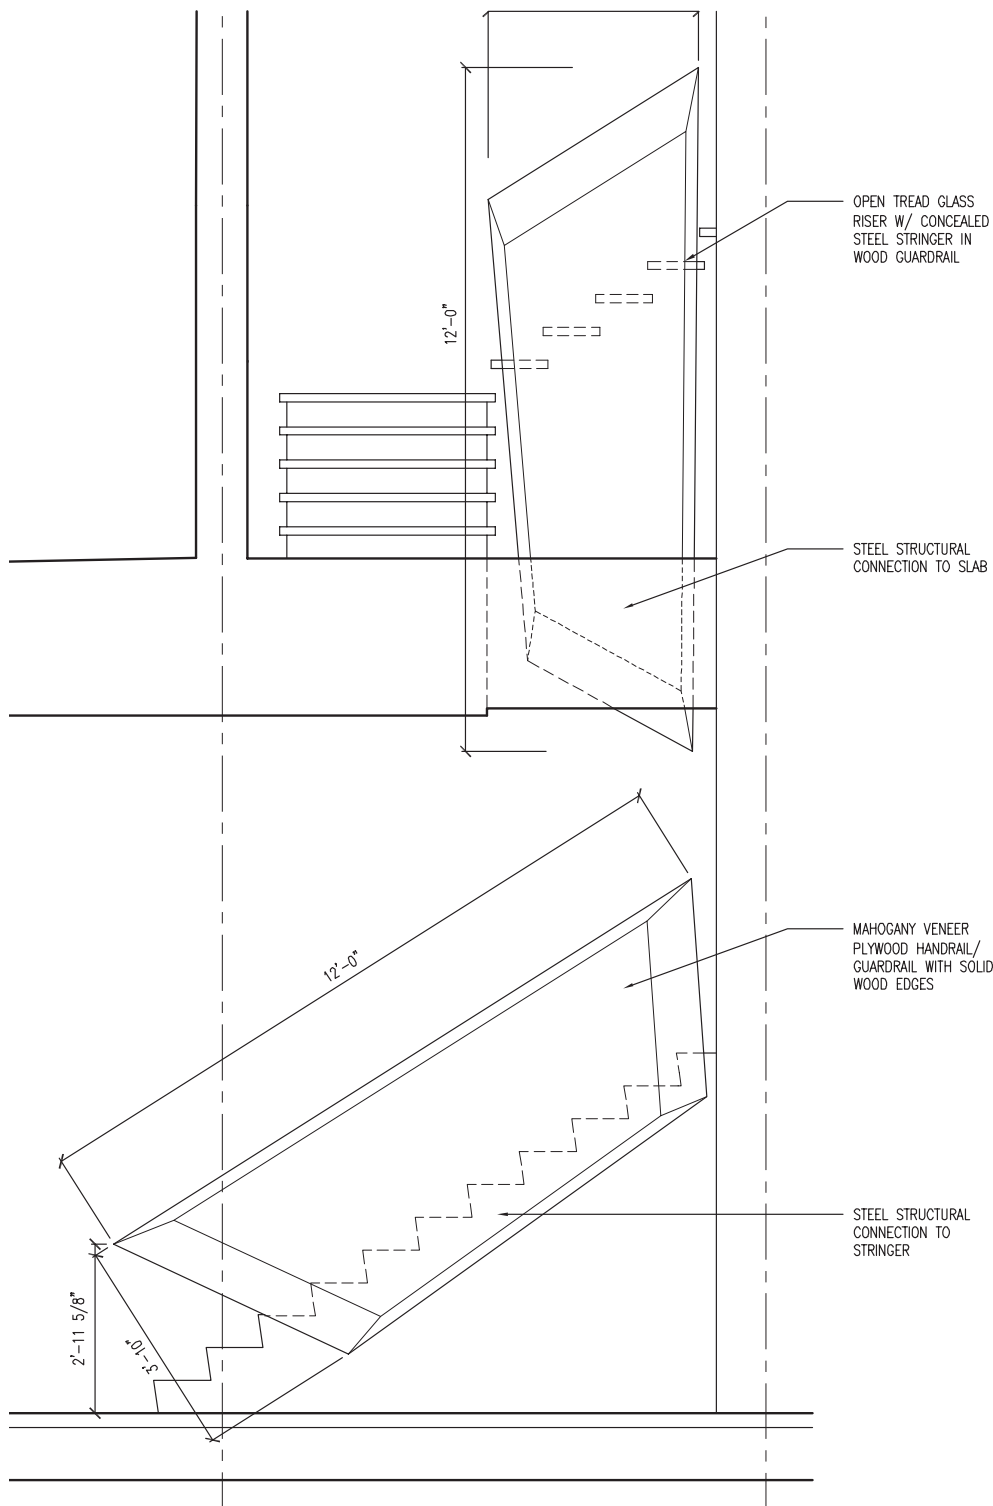 OPEN TREAD GLASS
RISER W/ CONCEALED
STEEL STRINGER IN
WOOD GUARDRAIL
12'-0"
STEEL STRUCTURAL
CONNECTION TO SLAB
MAHOGANY VENEER
PLYWOOD HANDRAIL/
GUARDRAIL WITH SOLID
WOOD EDGES
12'-0"
STEEL STRUCTURAL
CONNECTION TO
STRINGER
2'-11 5/8"
3'-10"